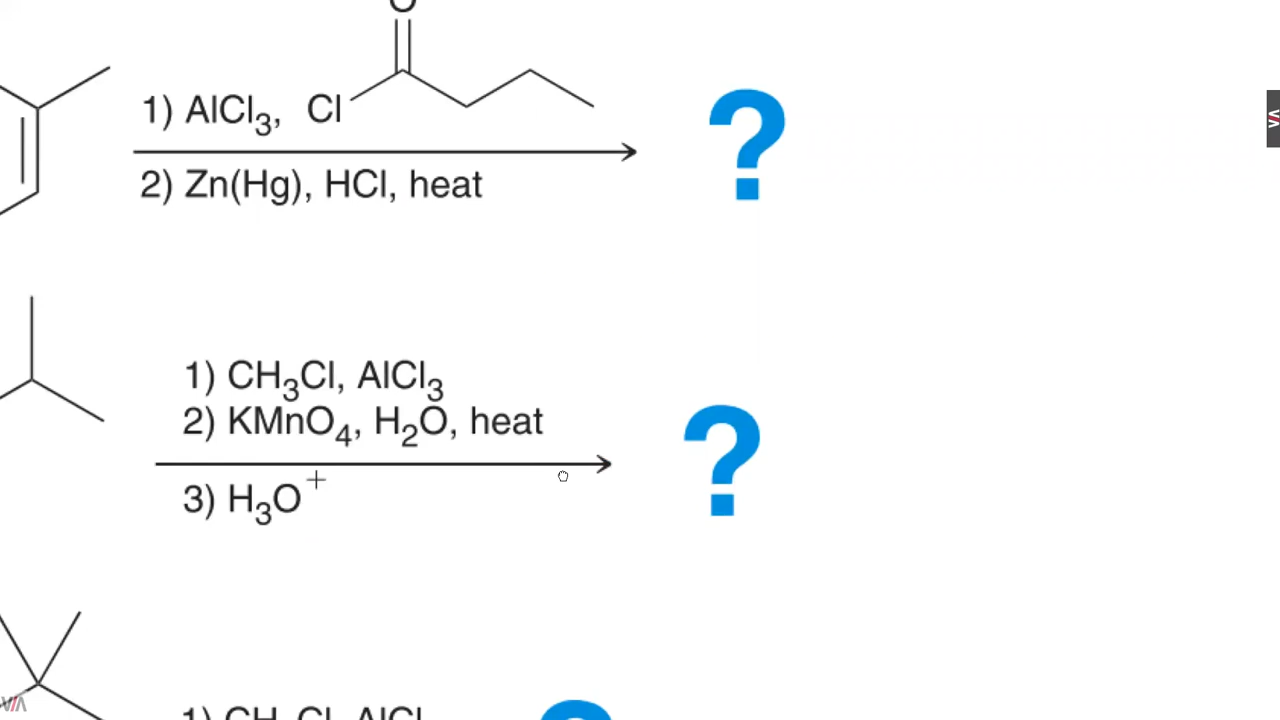 O
1) AlCl₃, Cl
2) Zn(Hg), HCl, heat
?
1) CH₃Cl, AlCl₃
2) KMnO₄, H₂O, heat
?
3) H₃O⁺